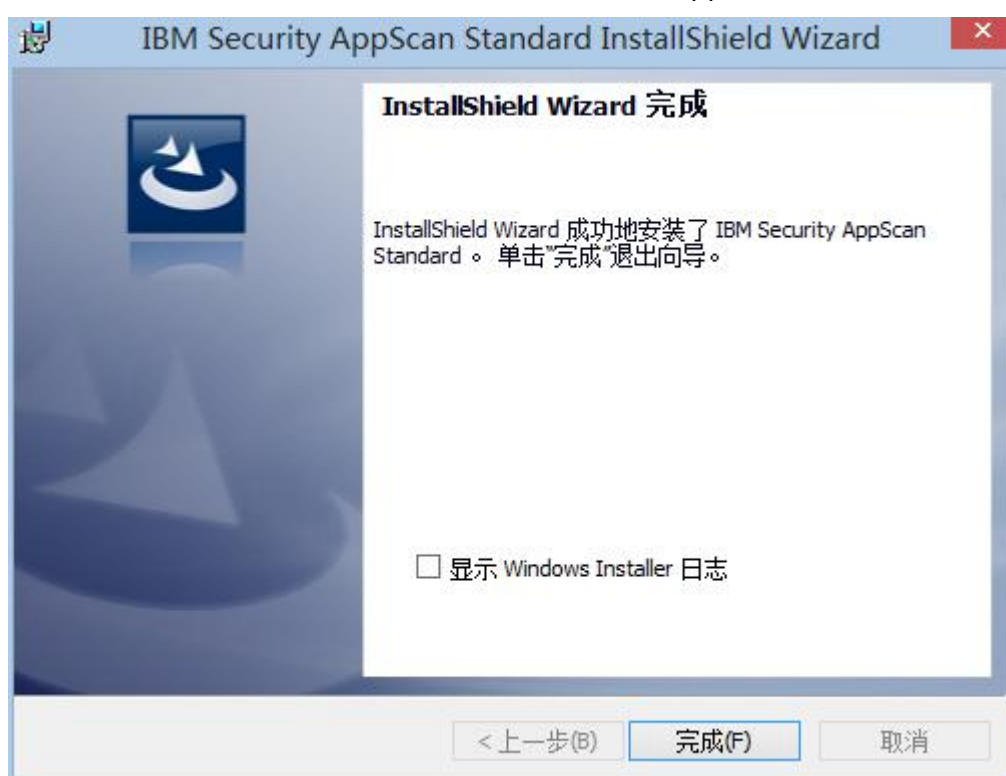 IBM Security AppScan Standard InstallShield Wizard
InstallShield Wizard 完成
InstallShield Wizard 成功地安装了 IBM Security AppScan
Standard 。 单击"完成"退出向导。
显示 Windows Installer 日志
<上一步(B) 完成(F) 取消